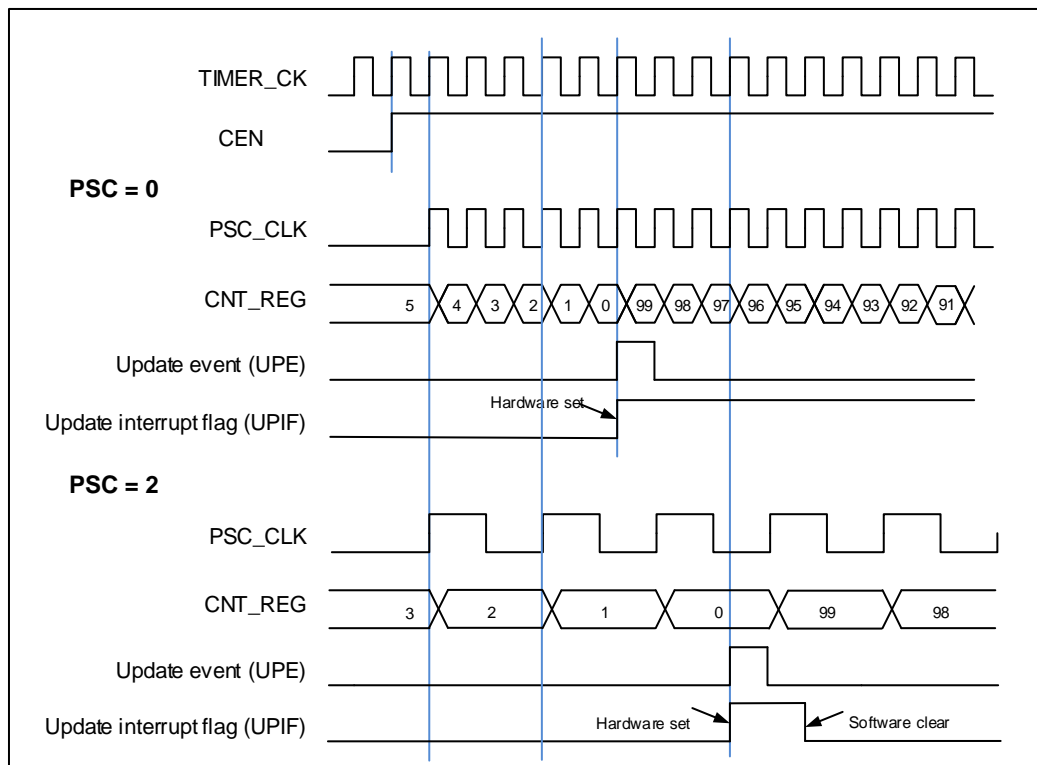 TIMER_CK
CEN
PSC = 0
PSC_CLK
CNT_REG 5 4 3 2 1 0 99 98 97 96 95 94 93 92 91
Update event (UPE)
Hardware set
Update interrupt flag (UPIF)
PSC = 2
PSC_CLK
CNT_REG 3 2 1 0 99 98
Update event (UPE)
Update interrupt flag (UPIF) Hardware set Software clear